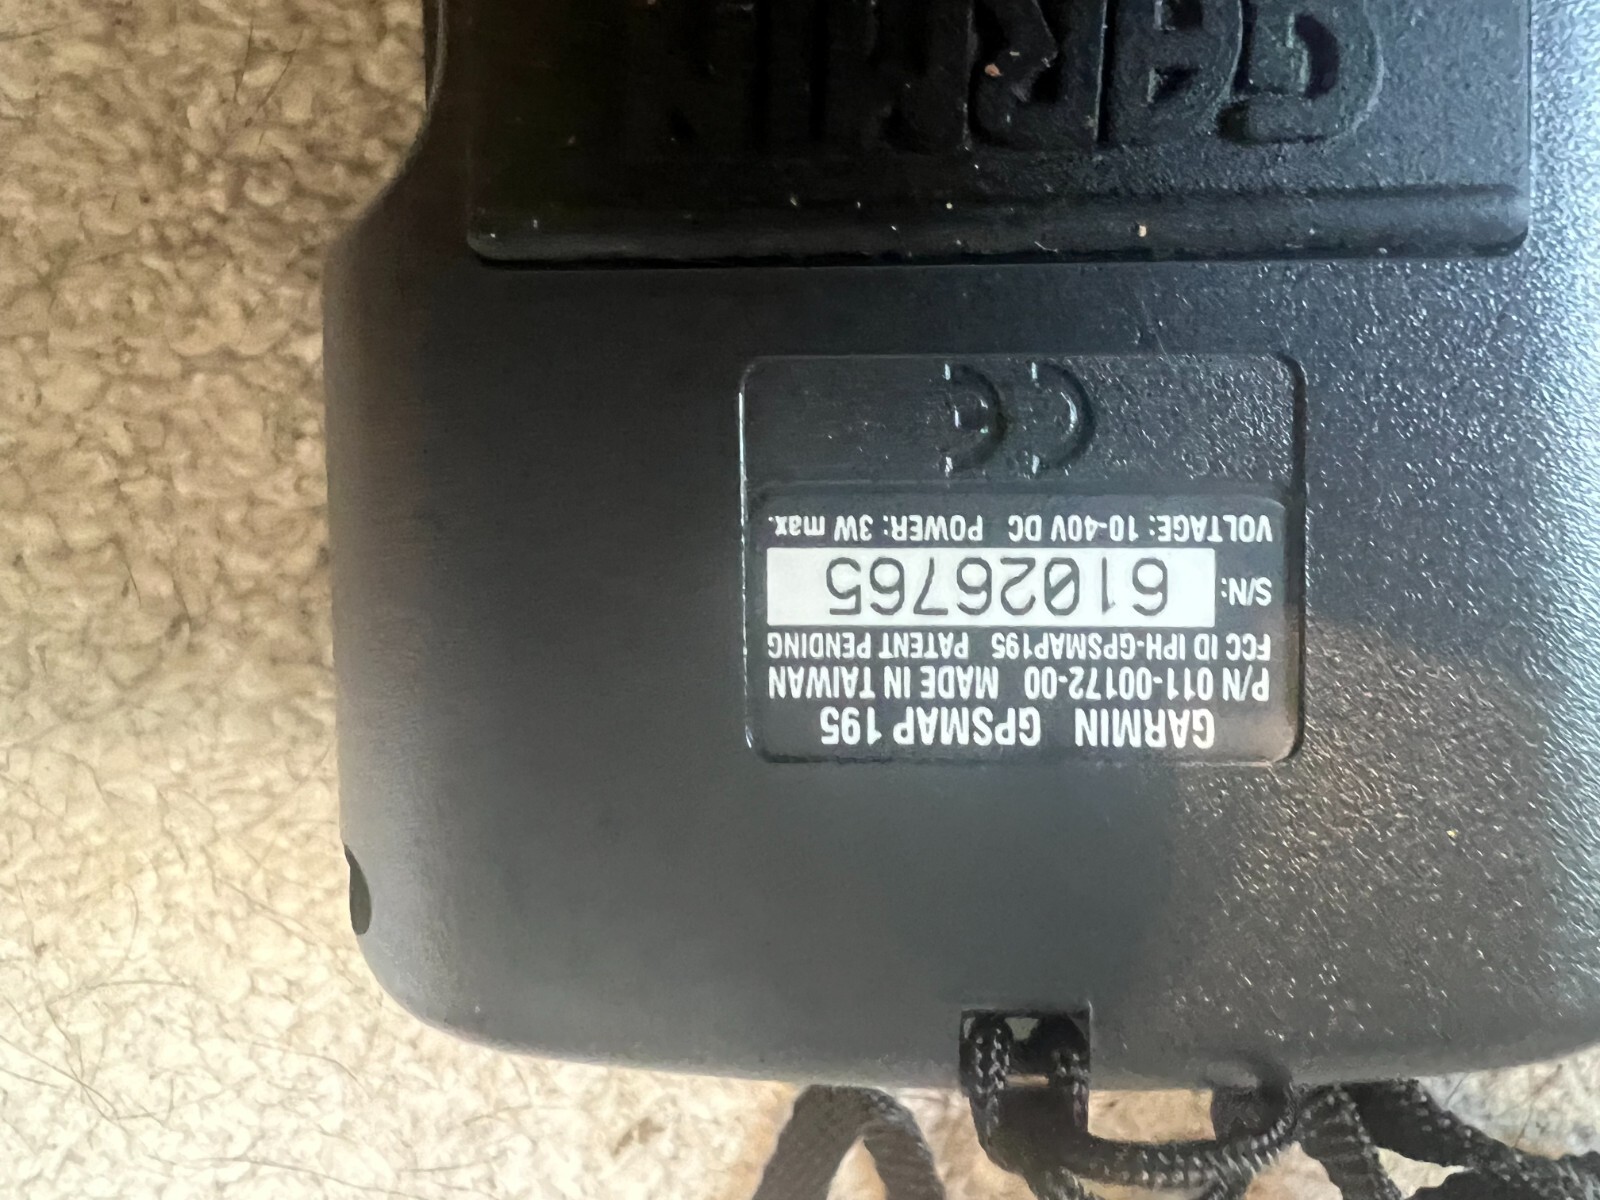 GARMIN GPSMAP 195
P/N 011-00172-00 MADE IN TAIWAN
FCC ID IPH-GPSMAP195 PATENT PENDING
S/N: 61026765
VOLTAGE: 10-40V DC POWER: 3W max.
CE
GARMIN